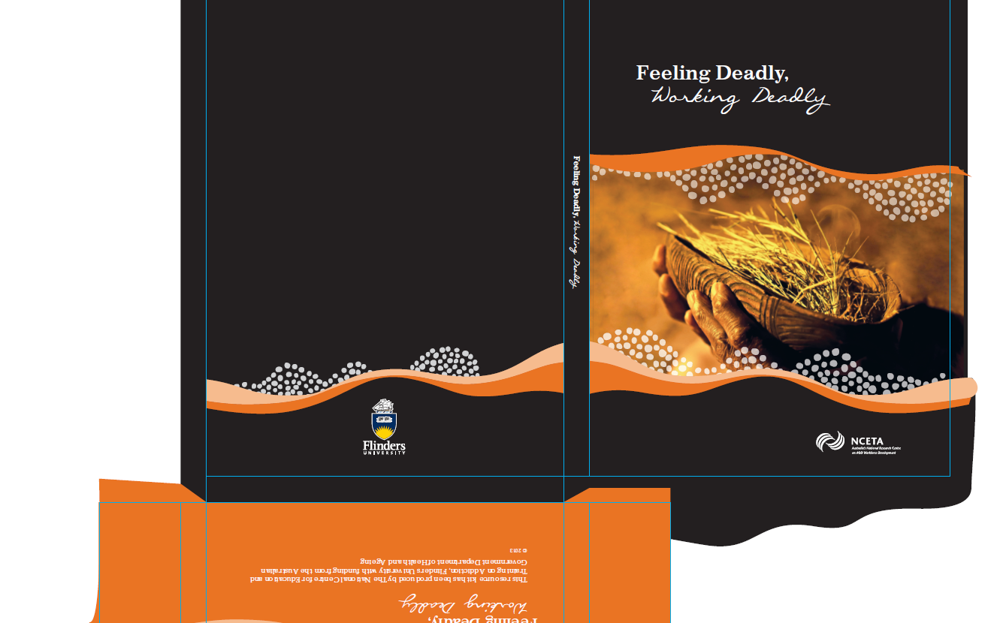 Feeling Deadly,
Working Deadly
Feeling Deadly, Working Deadly
Flinders
UNIVERSITY
NCETA
Australia's National Research Centre
on AOD Workforce Development
Feeling Deadly,
Working Deadly
This resource kit has been produced by The National Centre for Education and
Training on Addiction, Flinders University with funding from the Australian
Government Department of Health and Ageing
© 2013